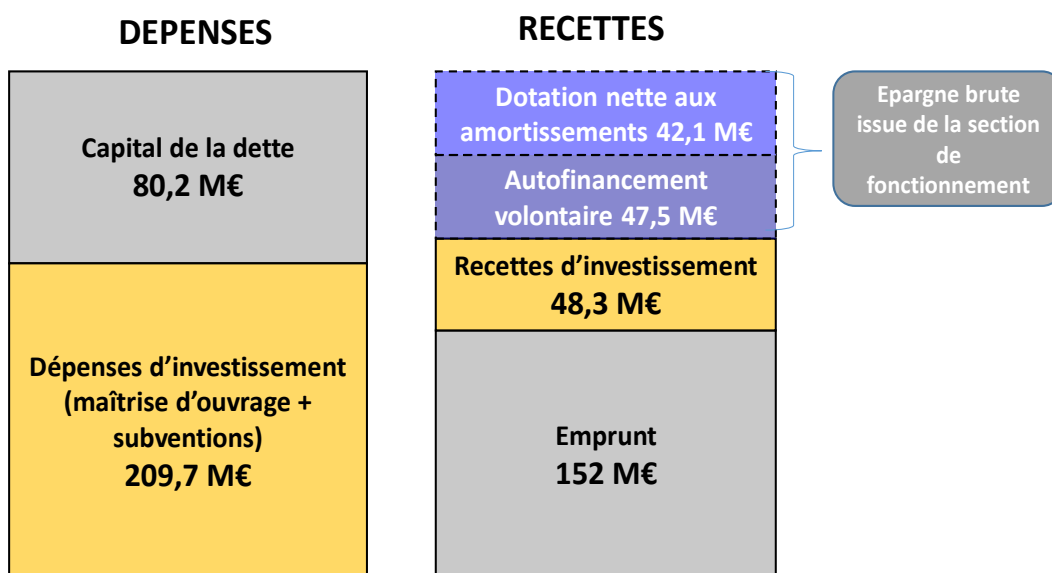 DEPENSES
Capital de la dette
80,2 M€
Dépenses d’investissement
(maîtrise d’ouvrage +
subventions)
209,7 M€
RECETTES
Dotation nette aux
amortissements 42,1 M€
Autofinancement
volontaire 47,5 M€
Recettes d’investissement
48,3 M€
Emprunt
152 M€
Epargne brute
issue de la section
de
fonctionnement